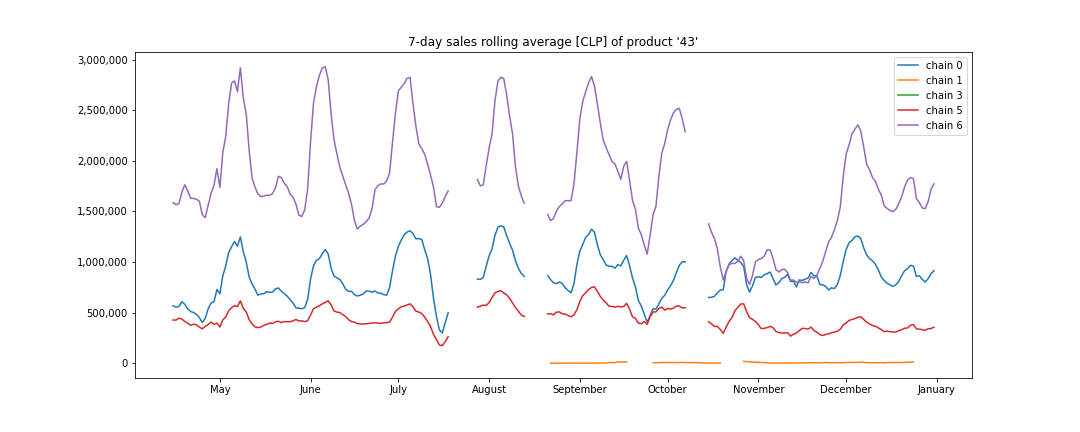 7-day sales rolling average [CLP] of product '43'
3,000,000
2,500,000
2,000,000
1,500,000
1,000,000
500,000
0
chain 0
chain 1
chain 3
chain 5
chain 6
May June July August September October November December January